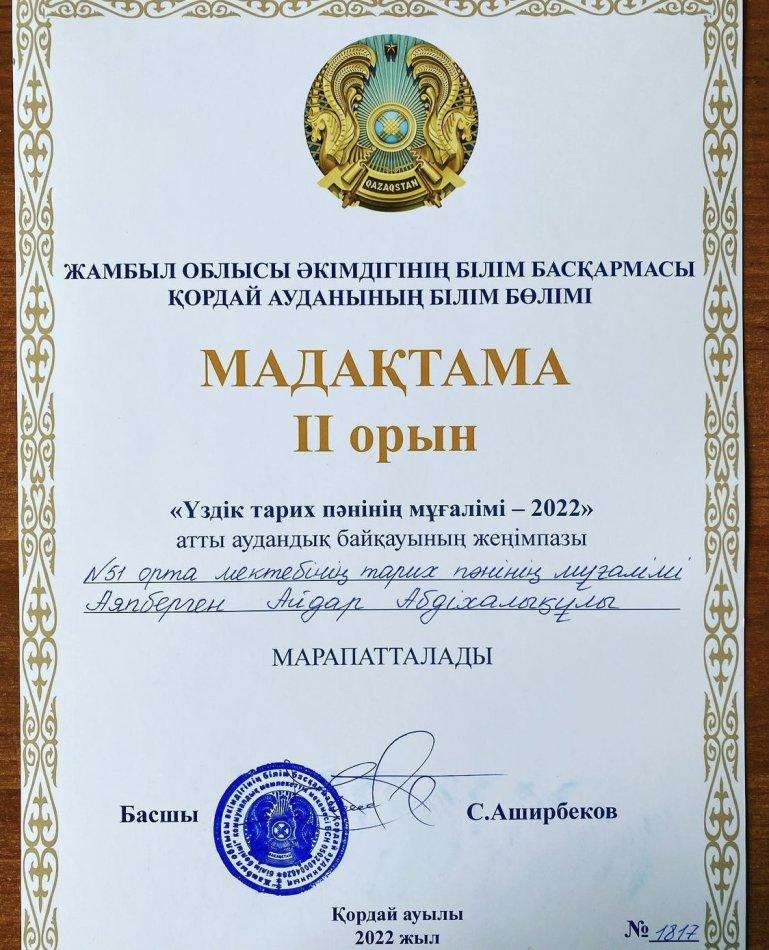 QAZAQSTAN
ЖАМБЫЛ ОБЛЫСЫ ӘКІМДІГІНІҢ БІЛІМ БАСҚАРМАСЫ
ҚОРДАЙ АУДАНЫНЫҢ БІЛІМ БӨЛІМІ
МАДАҚТАМА
ІІ орын
«Үздік тарих пәнінің мұғалімі – 2022»
атты аудандық байқауының жеңімпазы
№51 орта мектебінің тарих пәнінің мұғалімі
Аяпберген Айдар Абдіхалықұлы
МАРАПАТТАЛАДЫ
Басшы С.Аширбеков
Қордай ауылы
2022 жыл
№ 1817